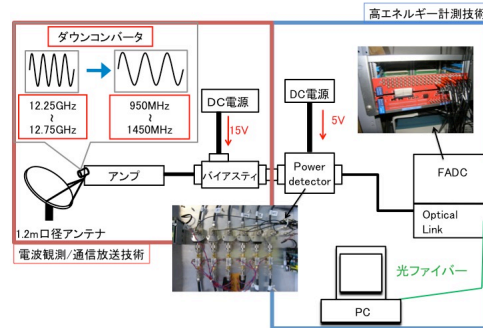 高エネルギー計測技術
ダウンコンバータ
12.25GHz
~
12.75GHz
950MHz
~
1450MHz
DC電源
15V
DC電源
5V
アンプ
バイアスティ
Power
detector
FADC
Optical
Link
1.2m口径アンテナ
電波観測/通信放送技術
光ファイバー
PC